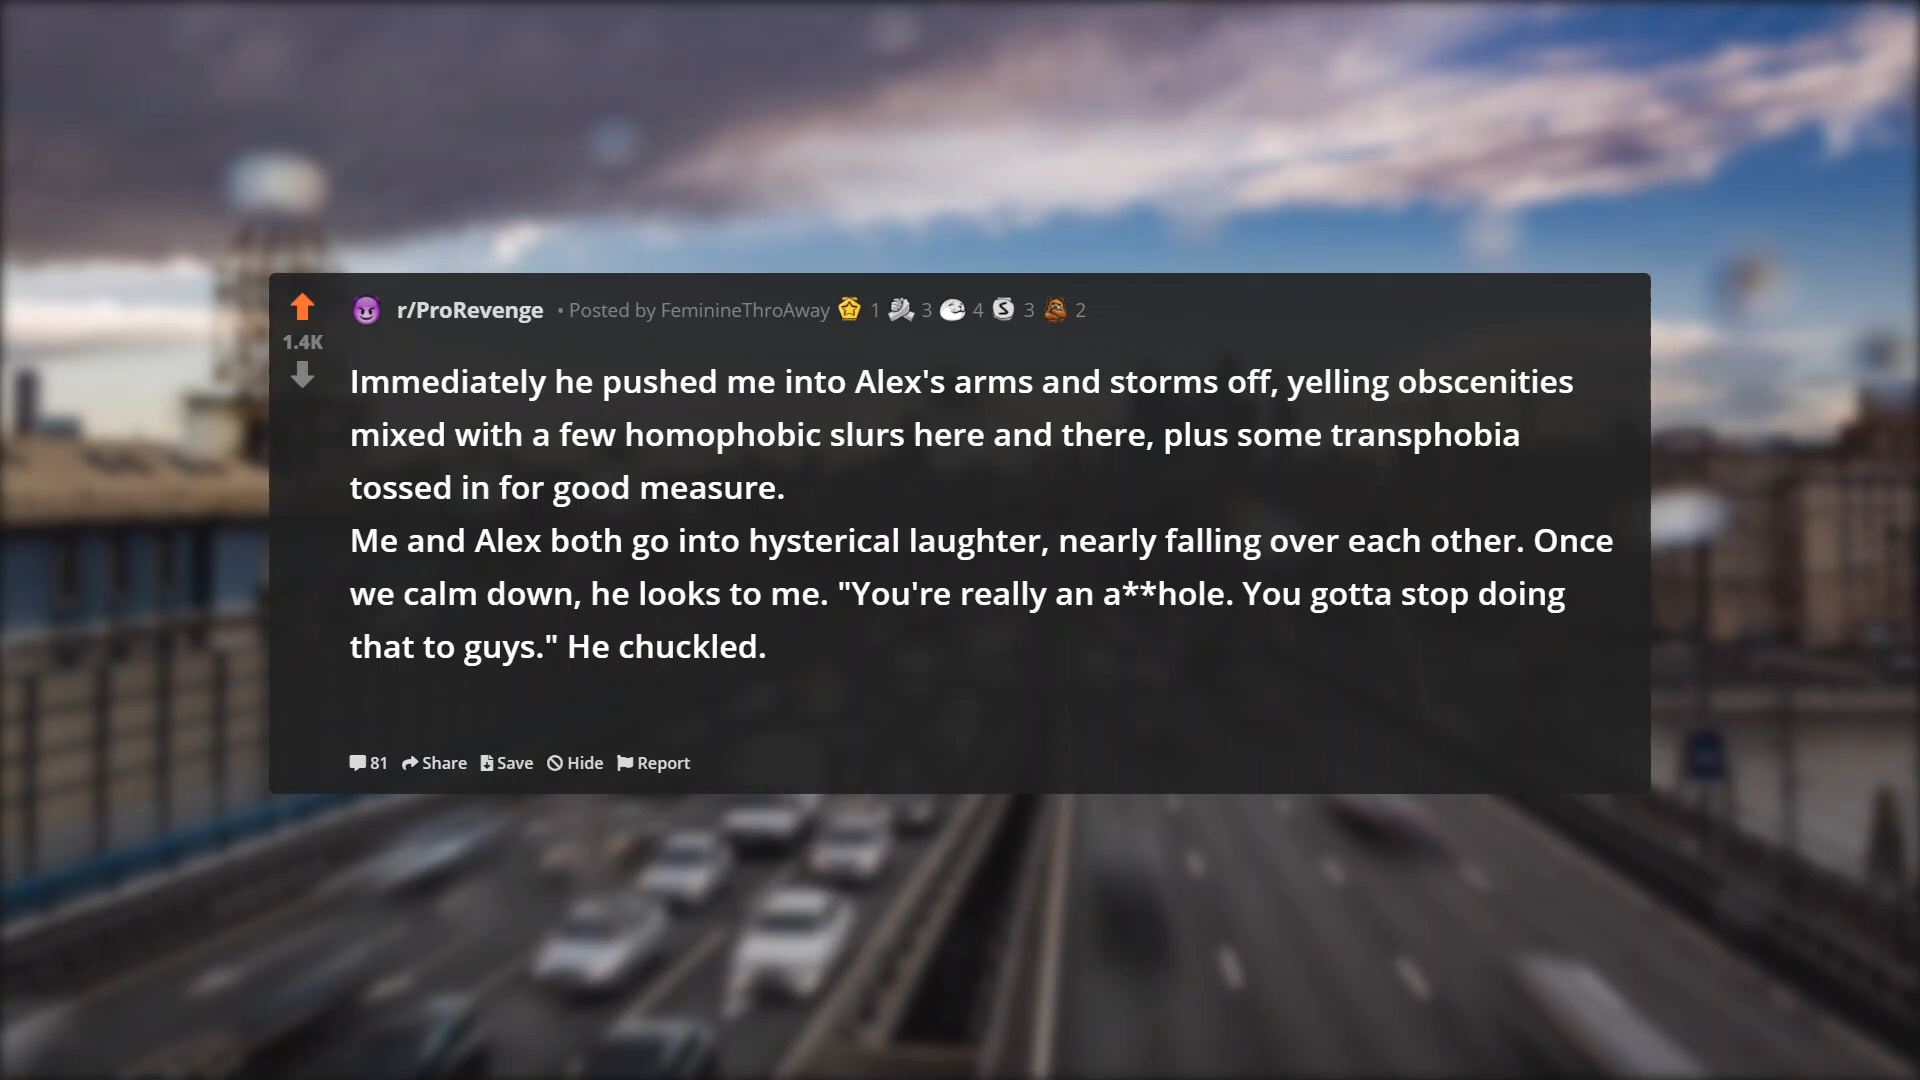 r/ProRevenge • Posted by FeminineThroAway 1 3 4 S 3 2
1.4K
Immediately he pushed me into Alex's arms and storms off, yelling obscenities
mixed with a few homophobic slurs here and there, plus some transphobia
tossed in for good measure.
Me and Alex both go into hysterical laughter, nearly falling over each other. Once
we calm down, he looks to me. "You're really an a**hole. You gotta stop doing
that to guys." He chuckled.
81 Share Save Hide Report